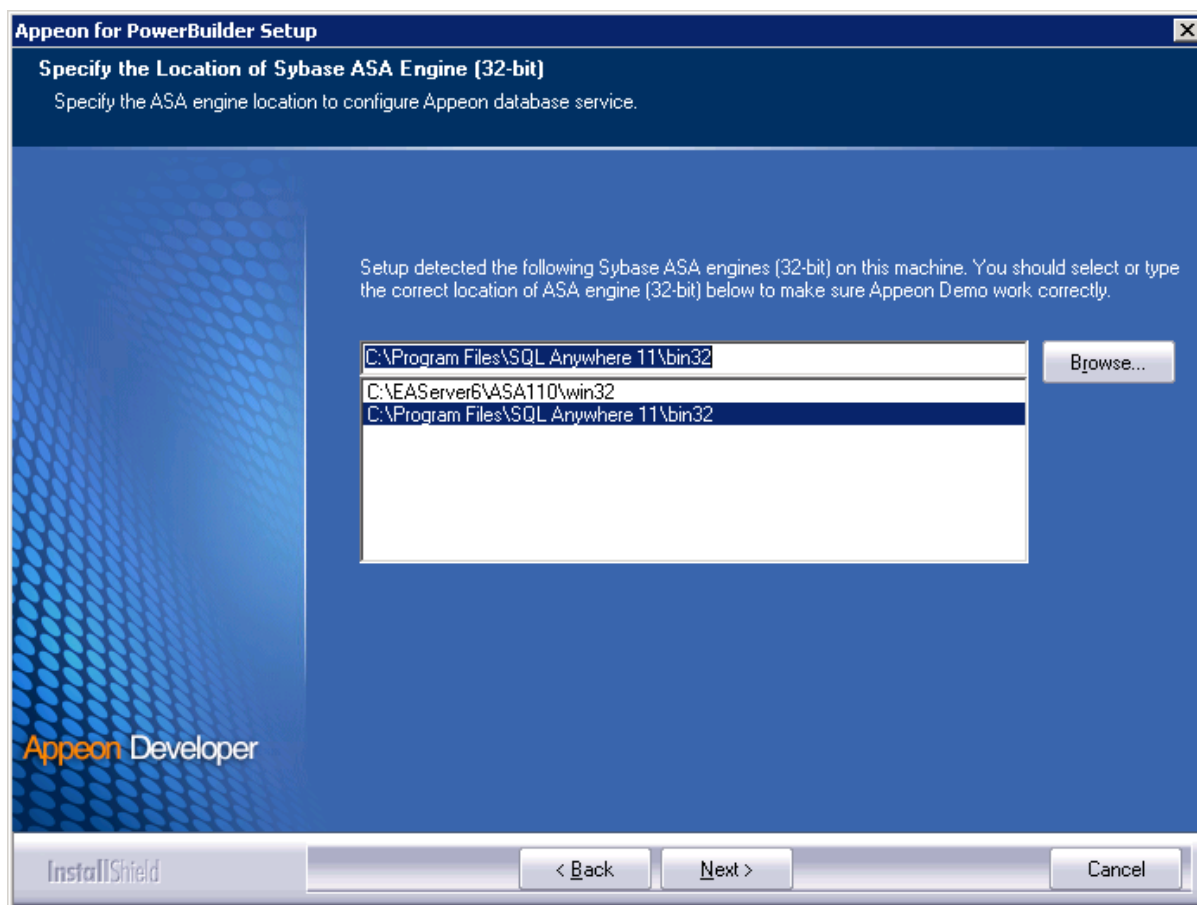 Appeon for PowerBuilder Setup
Specify the Location of Sybase ASA Engine (32-bit)
Specify the ASA engine location to configure Appeon database service.
Setup detected the following Sybase ASA engines (32-bit) on this machine. You should select or type
the correct location of ASA engine (32-bit) below to make sure Appeon Demo work correctly.
C:\Program Files\SQL Anywhere 11\bin32
Browse...
C:\EAServer6\ASA110\win32
C:\Program Files\SQL Anywhere 11\bin32
Appeon Developer
InstallShield
< Back
Next >
Cancel